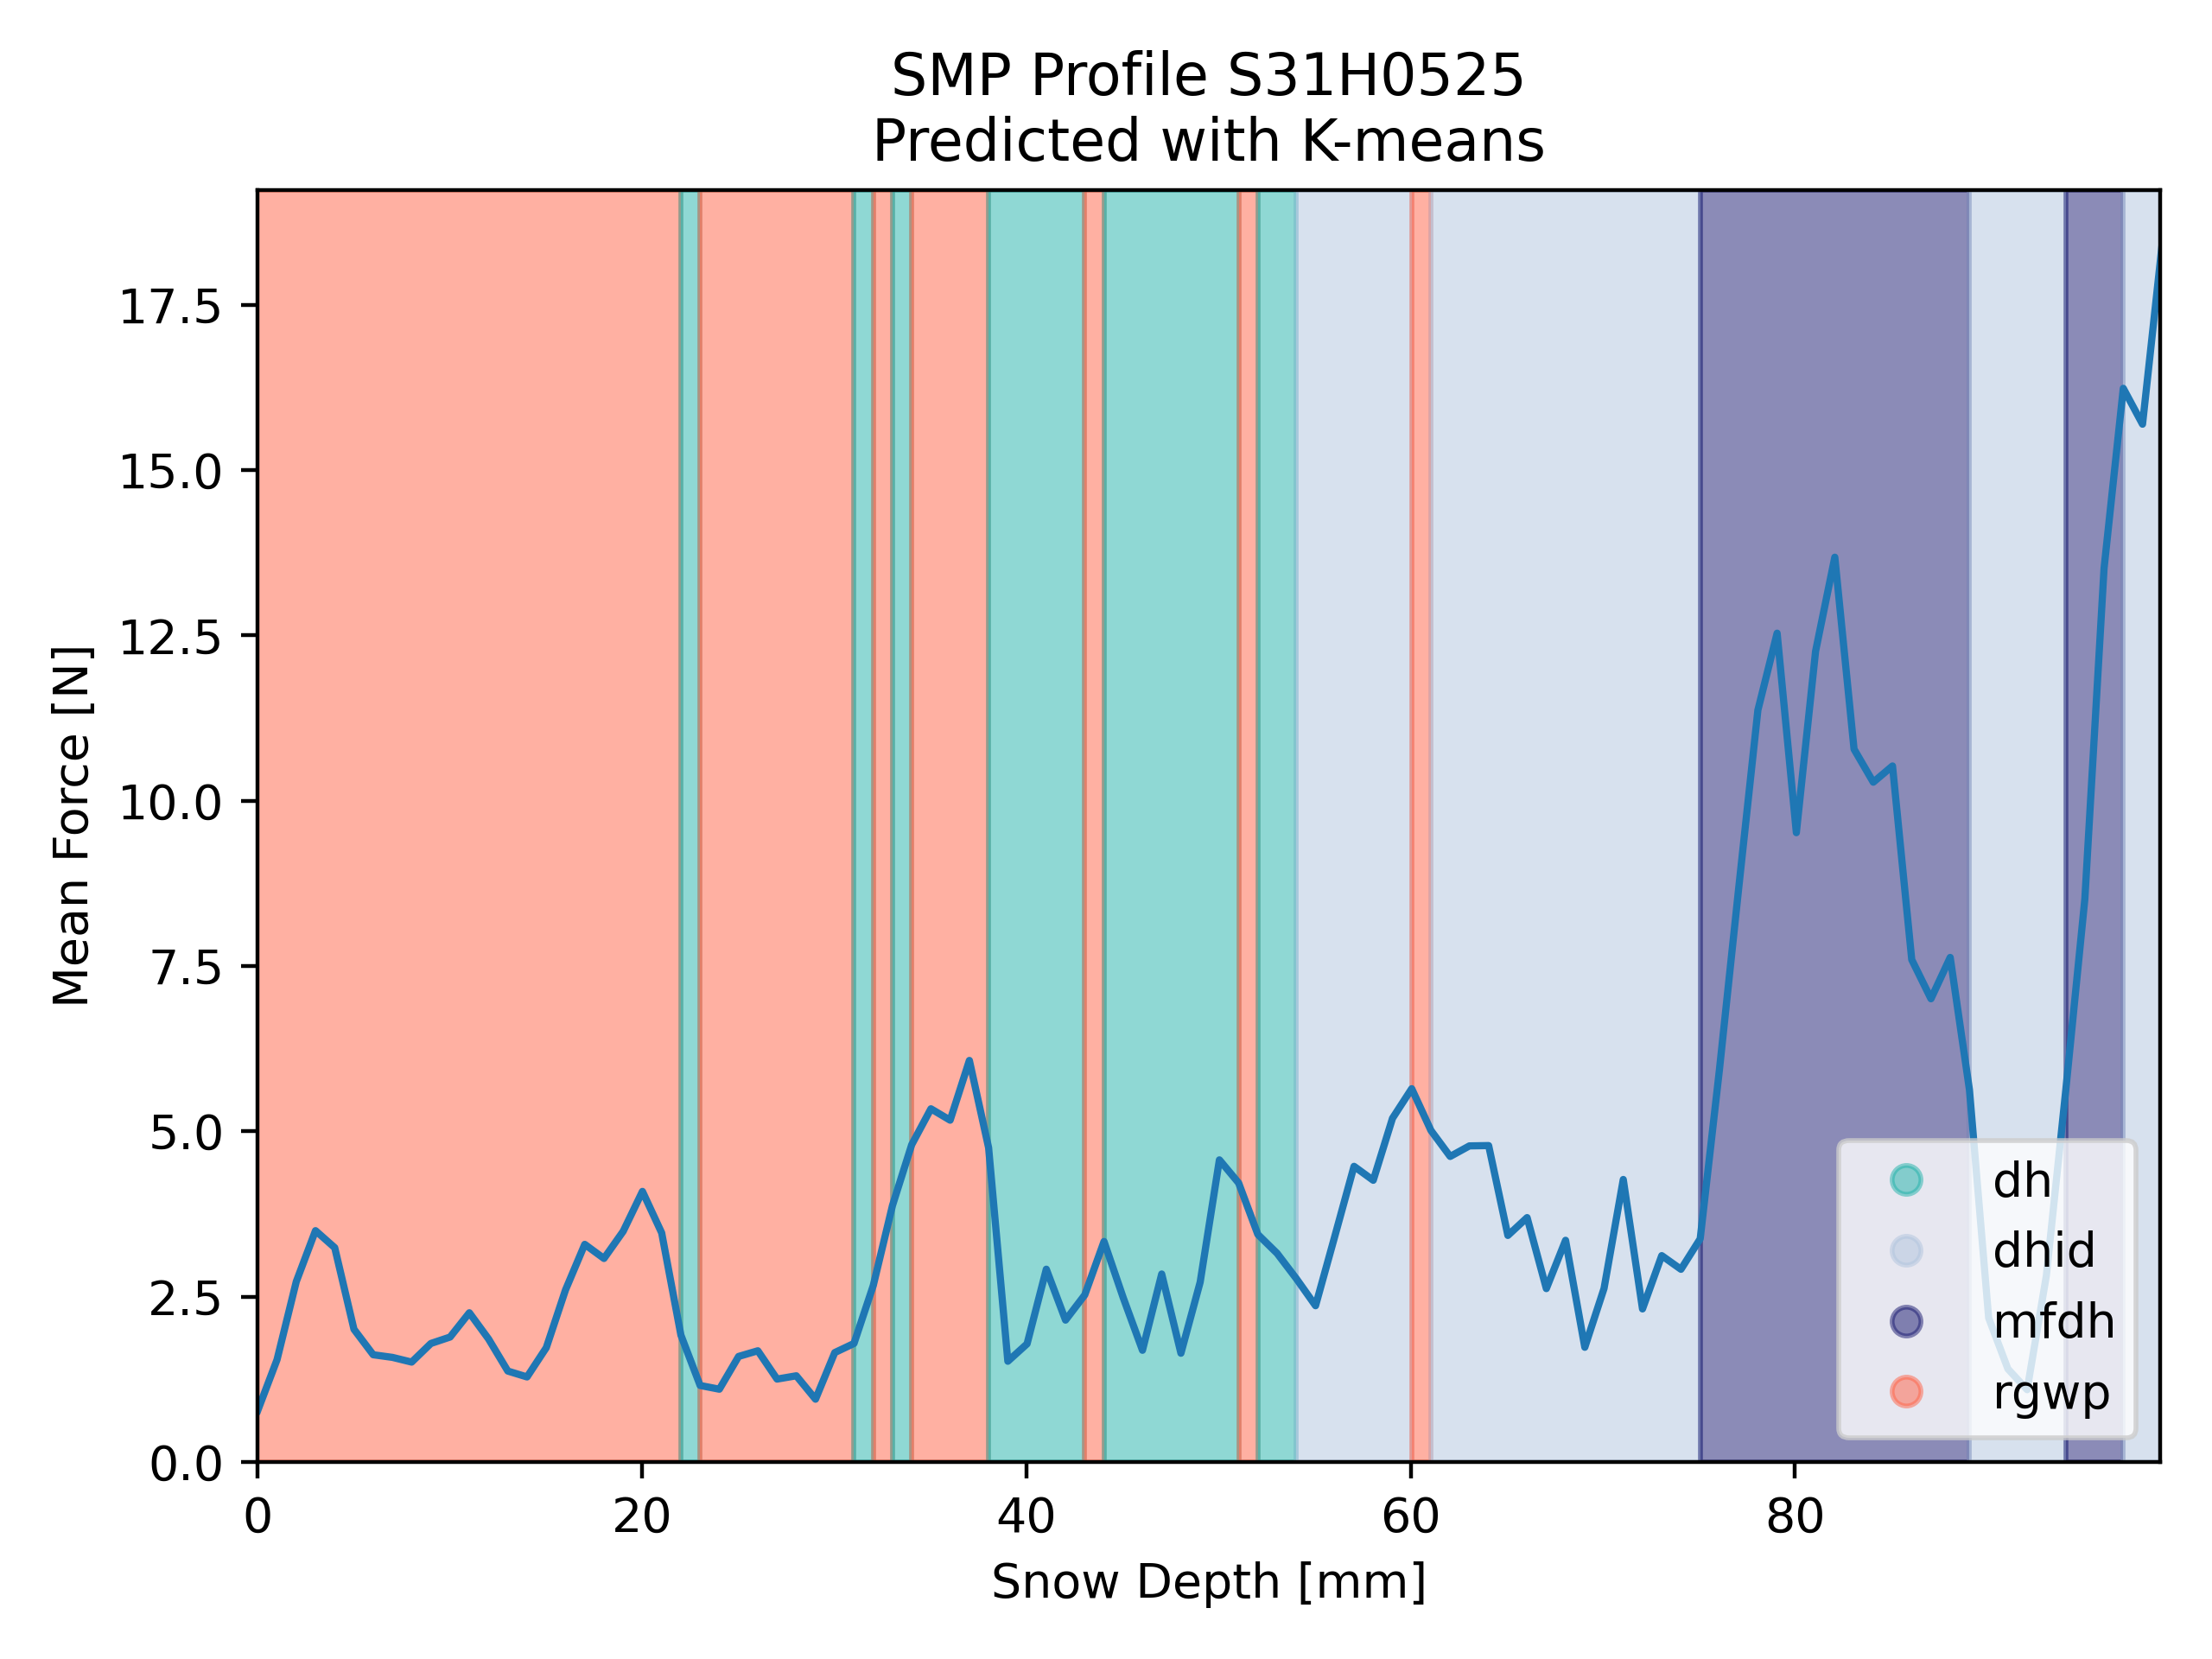 SMP Profile S31H0525
Predicted with K-means
Mean Force [N]
17.5
15.0
12.5
10.0
7.5
5.0
2.5
0.0
dh
dhid
mfdh
rgwp
0 20 40 60 80
Snow Depth [mm]